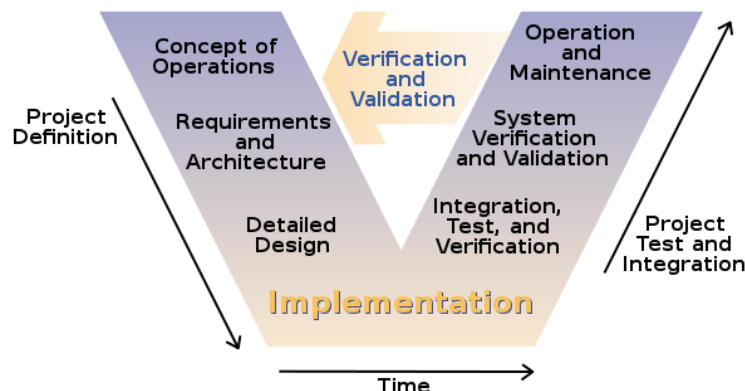 Concept of
Operations
Verification
and
Validation
Operation
and
Maintenance
Project
Definition
Requirements
and
Architecture
System
Verification
and Validation
Detailed
Design
Integration,
Test, and
Verification
Project
Test and
Integration
Implementation
Time